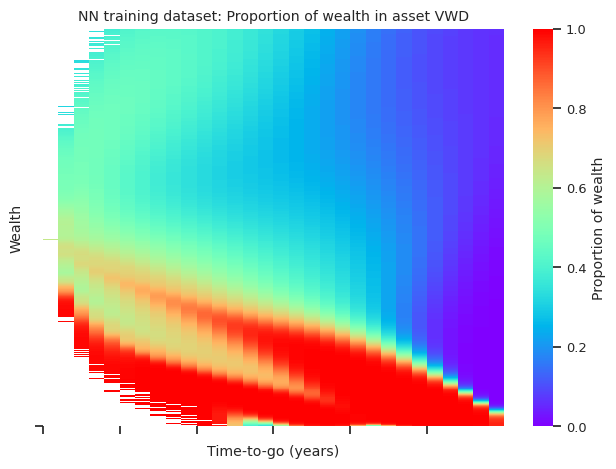 NN training dataset: Proportion of wealth in asset VWD
Wealth
Time-to-go (years)
1.0
0.8
0.6
0.4
0.2
0.0
Proportion of wealth